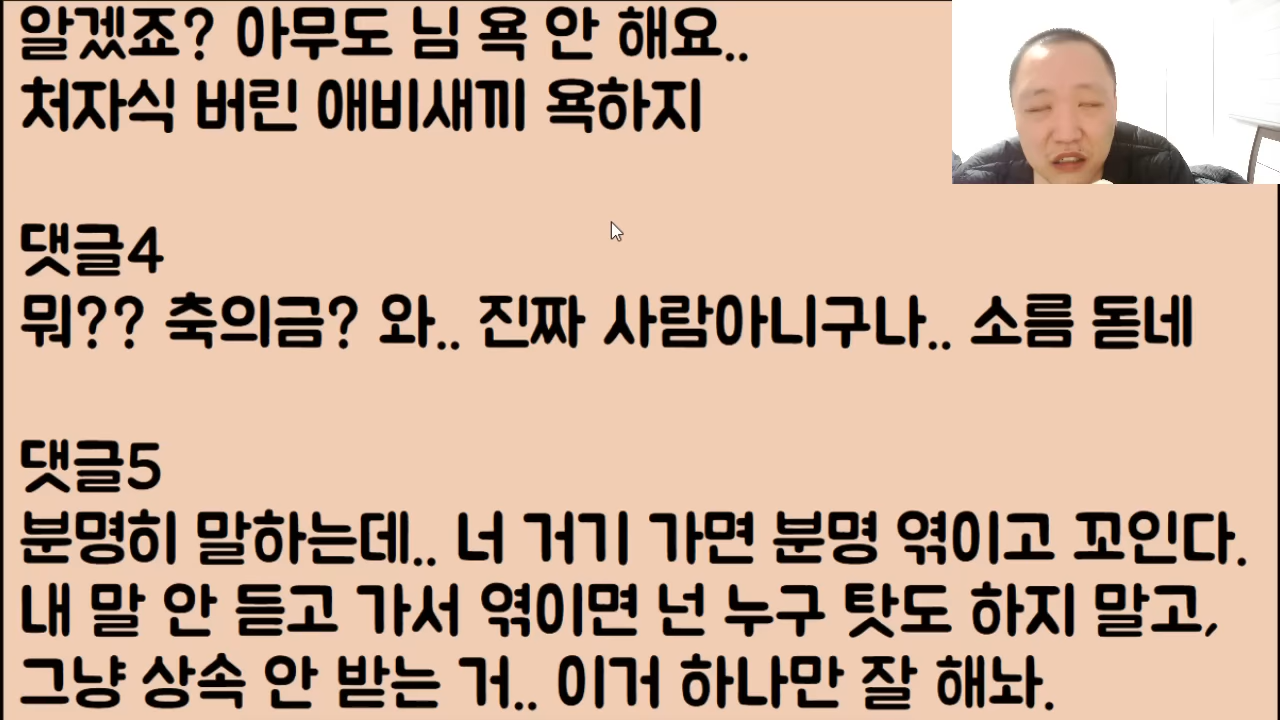 알겠죠? 아무도 님 욕 안 해요..
처자식 버린 애비새끼 욕하지
댓글4
뭐?? 축의금? 와.. 진짜 사람아니구나.. 소름 돋네
댓글5
분명히 말하는데.. 너 거기 가면 분명 엮이고 꼬인다.
내 말 안 듣고 가서 엮이면 넌 누구 탓도 하지 말고,
그냥 상속 안 받는 거.. 이거 하나만 잘 해놔.